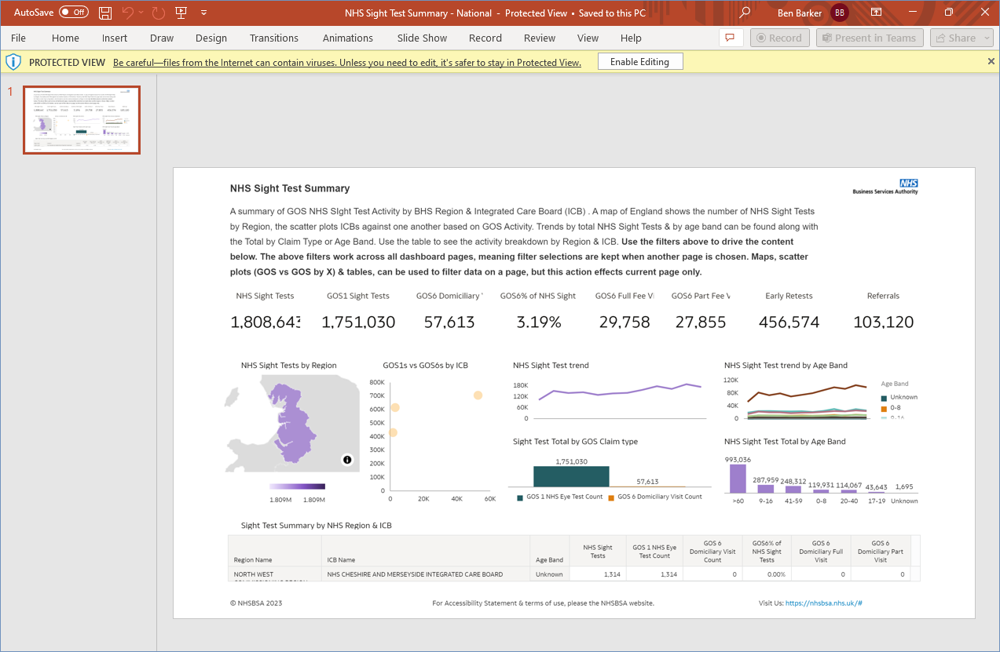 AutoSave Off NHS Sight Test Summary - National - Protected View • Saved to this PC Ben Barker BB
File Home Insert Draw Design Transitions Animations Slide Show Record Review View Help Record Present in Teams Share
PROTECTED VIEW Be careful—files from the Internet can contain viruses. Unless you need to edit, it's safer to stay in Protected View. Enable Editing
1
NHS Sight Test Summary
NHS
Business Services Authority
A summary of GOS NHS SIght Test Activity by BHS Region & Integrated Care Board (ICB) . A map of England shows the number of NHS Sight Tests
by Region, the scatter plots ICBs against one another based on GOS Activity. Trends by total NHS Sight Tests & by age band can be found along with
the Total by Claim Type or Age Band. Use the table to see the activity breakdown by Region & ICB. Use the filters above to drive the content
below. The above filters work across all dashboard pages, meaning filter selections are kept when another page is chosen. Maps, scatter
plots (GOS vs GOS by X) & tables, can be used to filter data on a page, but this action effects current page only.
NHS Sight Tests GOS1 Sight Tests GOS6 Domiciliary GOS6% of NHS Sight GOS6 Full Fee Vi GOS6 Part Fee V Early Retests Referrals
1,808,643 1,751,030 57,613 3.19% 29,758 27,855 456,574 103,120
NHS Sight Tests by Region
1.809M 1.809M
GOS1s vs GOS6s by ICB
800K
700K
600K
500K
400K
300K
200K
100K
0
0 20K 40K 60K
NHS Sight Test trend
180K
120K
60K
0
NHS Sight Test trend by Age Band
120K
80K
40K
0
Age Band
Unknown
0-8
9-16
Sight Test Total by GOS Claim type
1,751,030
57,613
GOS 1 NHS Eye Test Count GOS 6 Domiciliary Visit Count
NHS Sight Test Total by Age Band
993,036
287,959 248,312 119,931 114,067 43,643 1,695
>60 9-16 41-59 0-8 20-40 17-19 Unknown
Sight Test Summary by NHS Region & ICB
Region Name ICB Name Age Band NHS Sight Tests GOS 1 NHS Eye Test Count GOS 6 Domiciliary Visit Count GOS6% of NHS Sight Tests GOS 6 Domiciliary Full Visit GOS 6 Domiciliary Part Visit
NORTH WEST NHS CHESHIRE AND MERSEYSIDE INTEGRATED CARE BOARD Unknown 1,314 1,314 0 0.00% 0 0
© NHSBSA 2023 For Accessibility Statement & terms of use, please the NHSBSA website. Visit Us: https://nhsbsa.nhs.uk/#